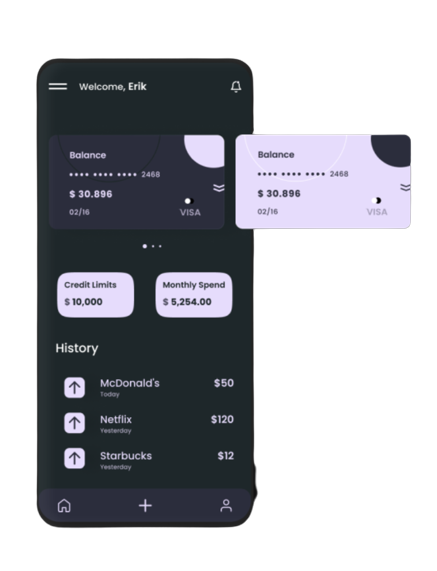 Welcome, Erik
Balance
•••• •••• •••• 2468
$ 30.896
02/16
VISA
Balance
•••• •••• •••• 2468
$ 30.896
02/16
VISA
Credit Limits
$ 10,000
Monthly Spend
$ 5,254.00
History
McDonald's $50
Today
Netflix $120
Yesterday
Starbucks $12
Yesterday